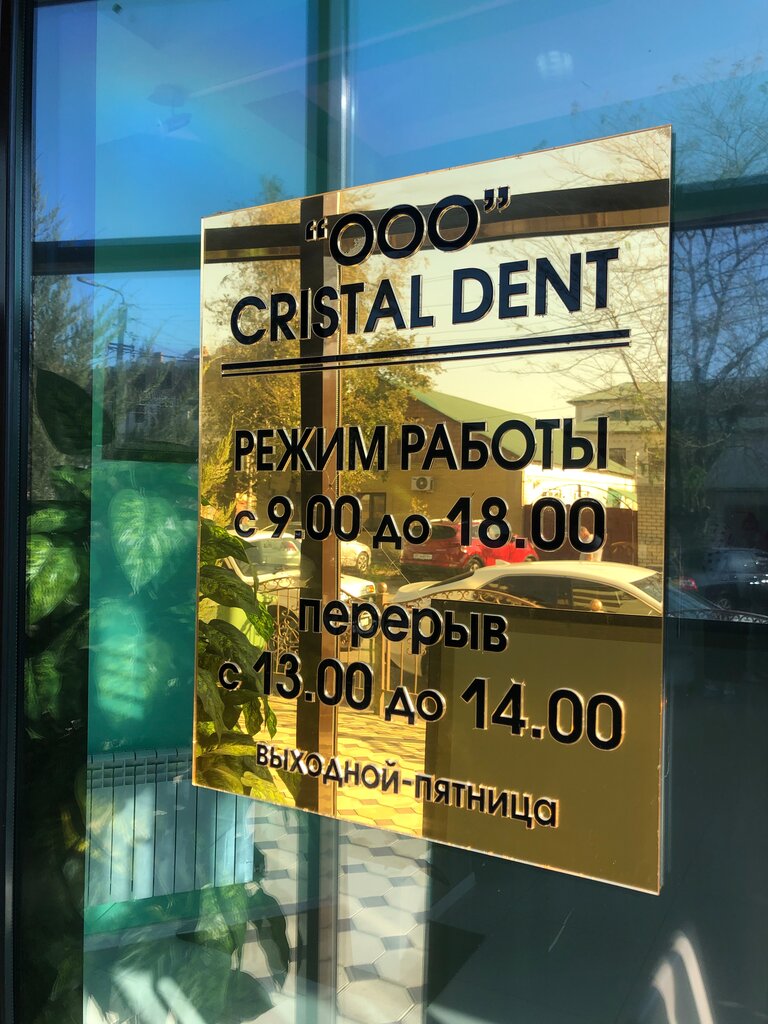 “ООО”
CRISTAL DENT
РЕЖИМ РАБОТЫ
с 9.00 до 18.00
перерыв
с 13.00 до 14.00
выходной-пятница